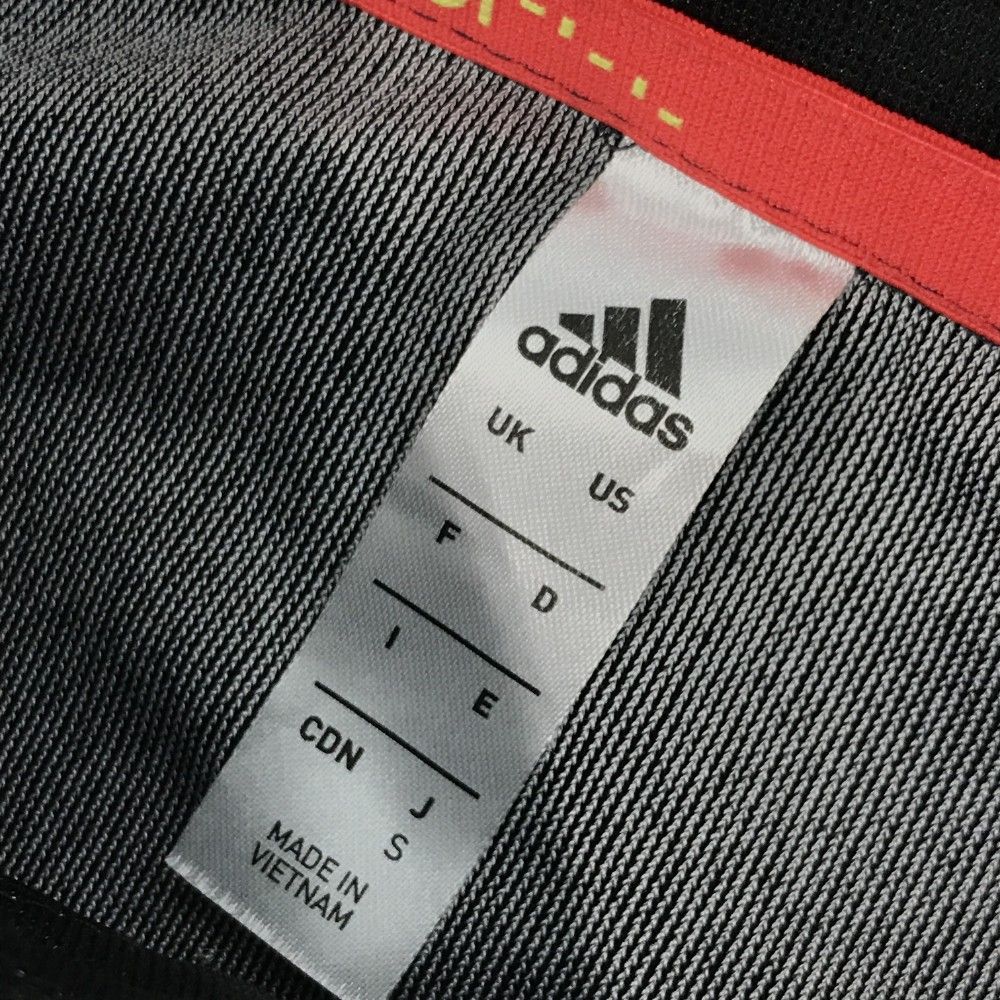 adidas
UK US
F D
I E
CDN J
S
MADE IN
VIETNAM